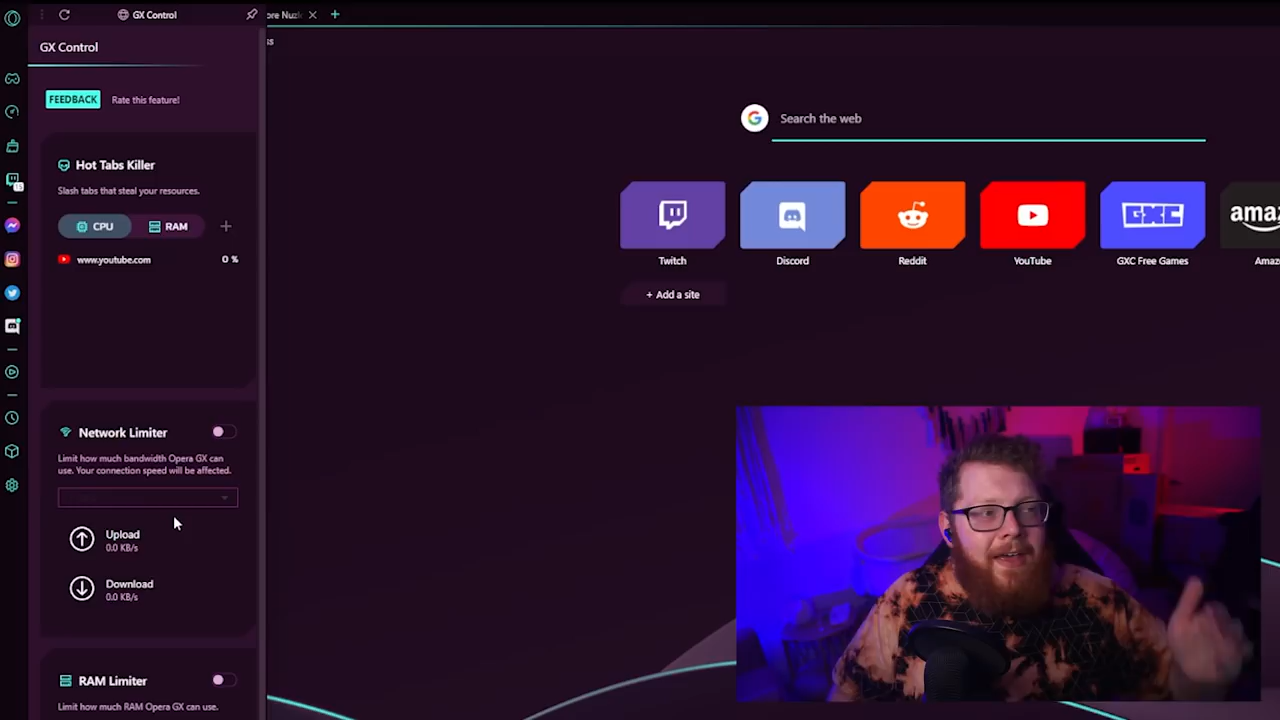 GX Control
GX Control
FEEDBACK
Rate this feature!
Hot Tabs Killer
Slash tabs that steal your resources.
CPU
RAM
www.youtube.com
0 %
Network Limiter
Limit how much bandwidth Opera GX can
use. Your connection speed will be affected.
Upload
0.0 KB/s
Download
0.0 KB/s
RAM Limiter
Limit how much RAM Opera GX can use.
Search the web
amaz
GXC
Twitch
Discord
Reddit
YouTube
GXC Free Games
Amaz
+ Add a site